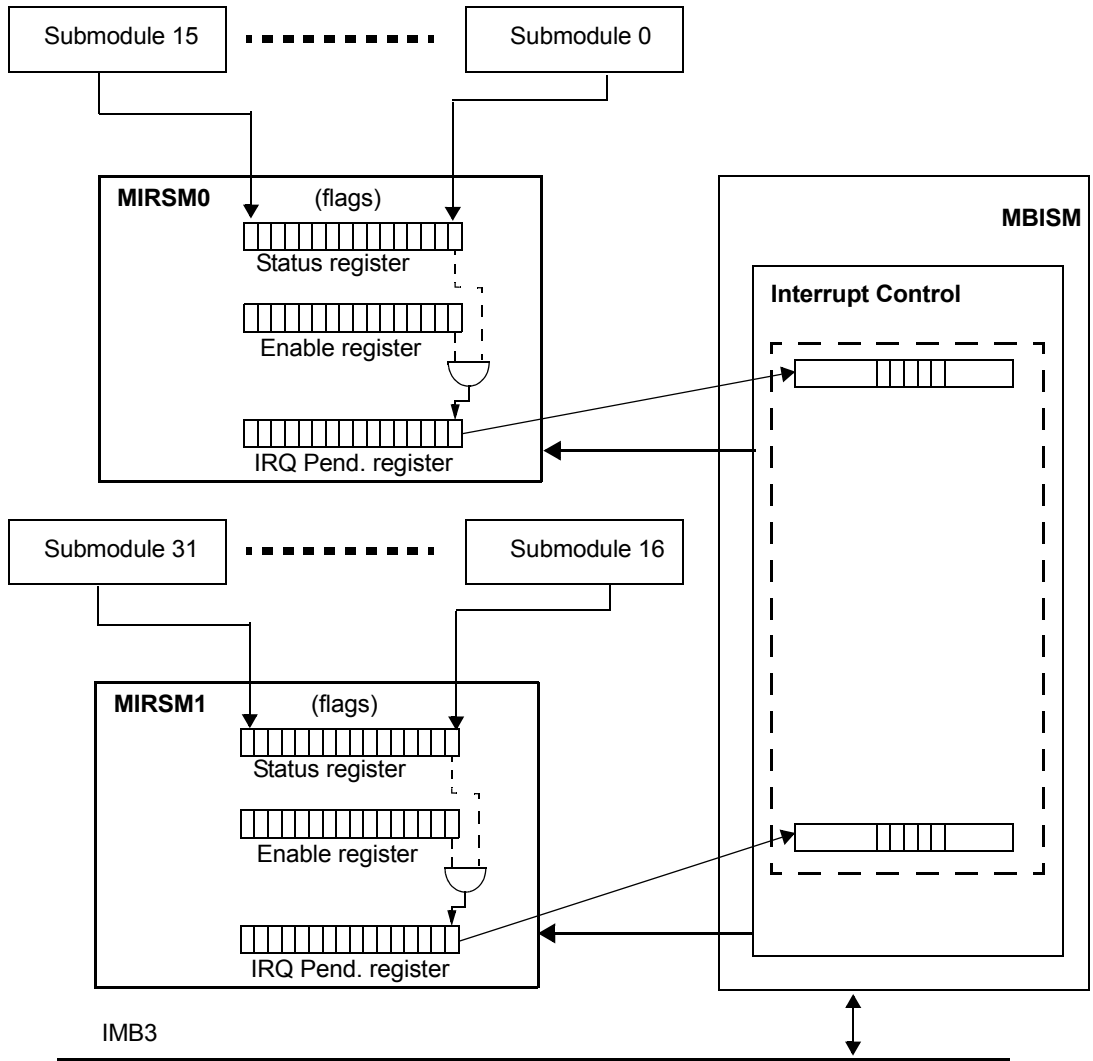 Submodule 15
Submodule 0
MIRSM0
(flags)
Status register
Enable register
IRQ Pend. register
MBISM
Interrupt Control
Submodule 31
Submodule 16
MIRSM1
(flags)
Status register
Enable register
IRQ Pend. register
IMB3